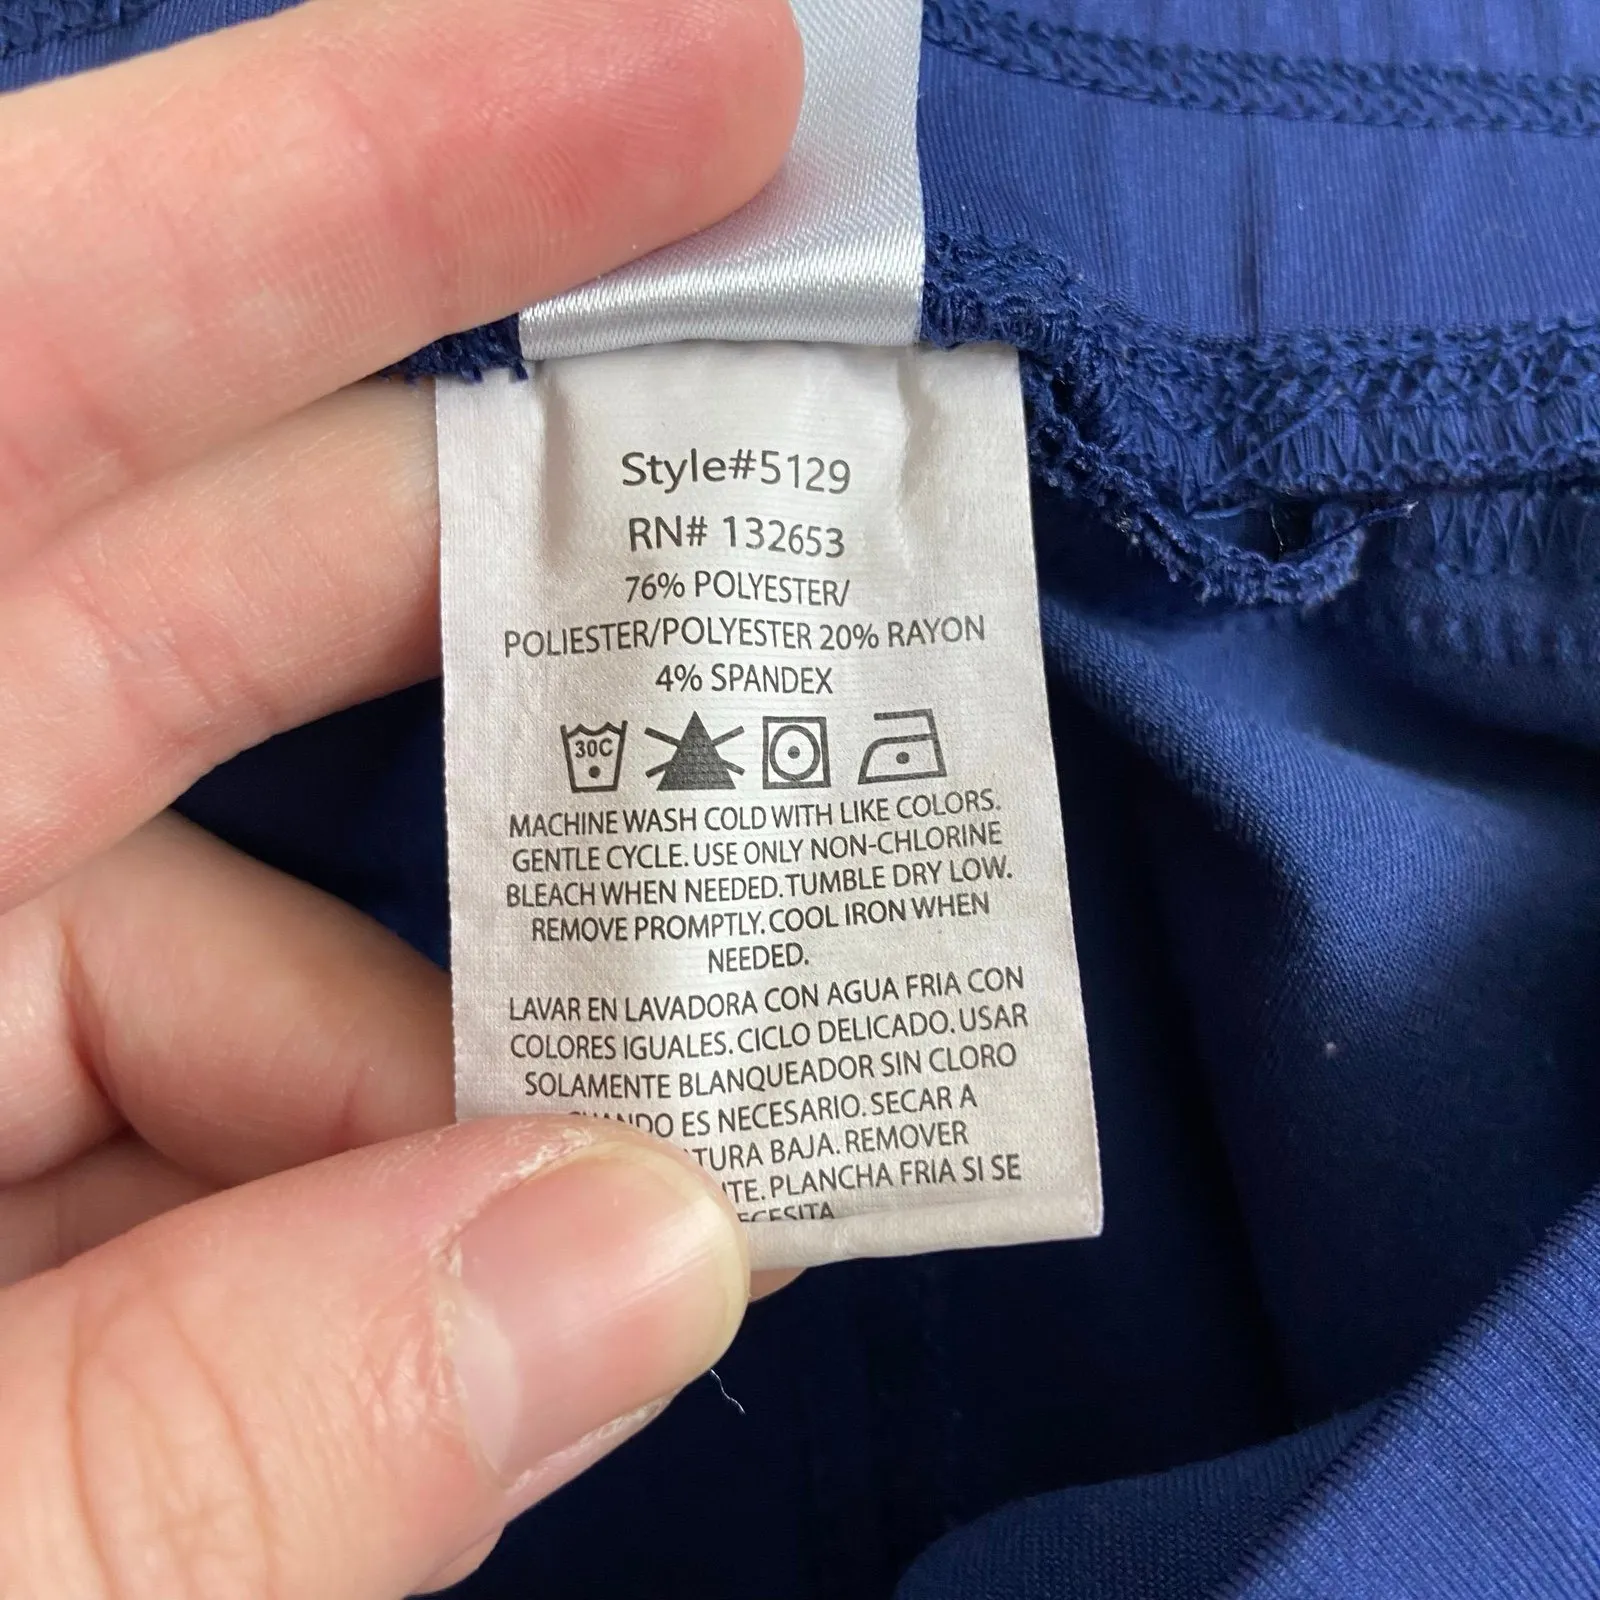 Style#5129
RN# 132653
76% POLYESTER/
POLIESTER/POLYESTER 20% RAYON
4% SPANDEX
30C
MACHINE WASH COLD WITH LIKE COLORS.
GENTLE CYCLE. USE ONLY NON-CHLORINE
BLEACH WHEN NEEDED. TUMBLE DRY LOW.
REMOVE PROMPTLY. COOL IRON WHEN
NEEDED.
LAVAR EN LAVADORA CON AGUA FRIA CON
COLORES IGUALES. CICLO DELICADO. USAR
SOLAMENTE BLANQUEADOR SIN CLORO
ES NECESARIO. SECAR A
BAJA. REMOVER
PLANCHA FRIA SI SE